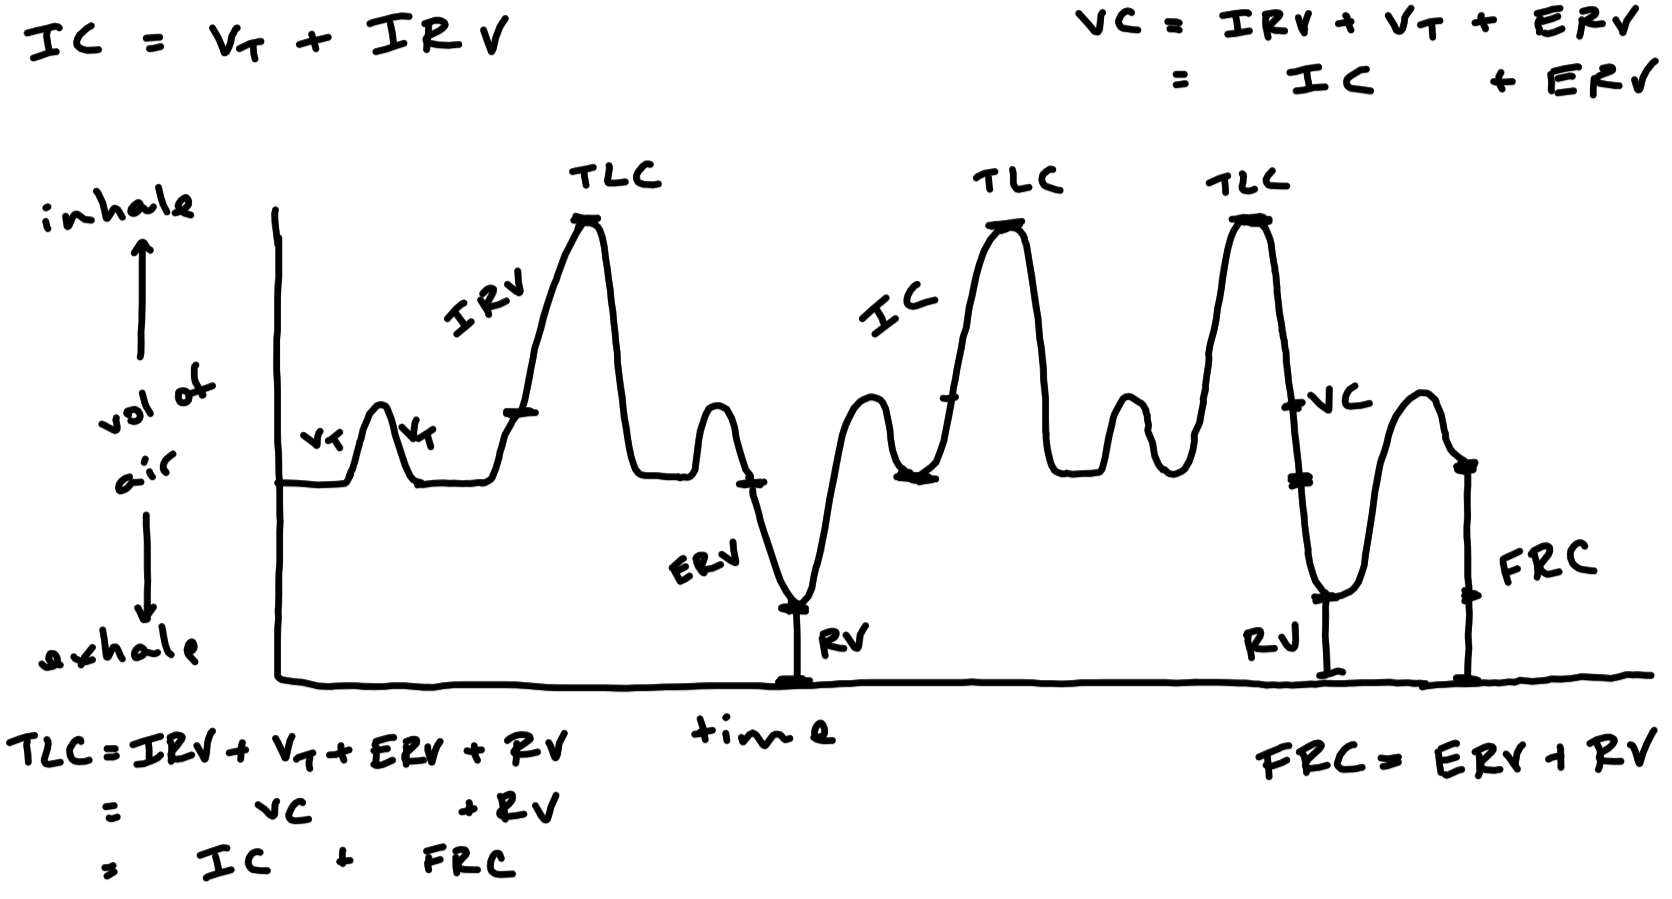 IC = VT + IRV
VC = IRV + VT + ERV
= IC + ERV
TLC
TLC
TLC
inhale
IRV
IC
vol of
air
VT
VT
VC
ERV
FRC
RV
RV
exhale
time
TLC = IRV + VT + ERV + RV
= VC + RV
= IC + FRC
FRC = ERV + RV